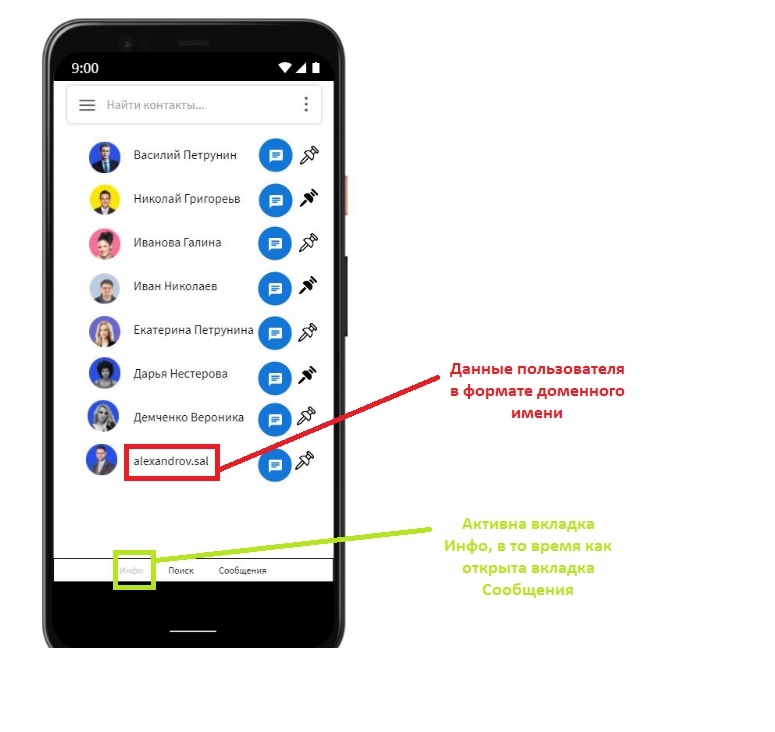 9:00
Найти контакты...
Василий Петрунин
Николай Григореьв
Иванова Галина
Иван Николаев
Екатерина Петрунина
Дарья Нестерова
Демченко Вероника
alexandrov.sal
Инфо
Поиск
Сообщения
Данные пользователя
в формате доменного
имени
Активна вкладка
Инфо, в то время как
открыта вкладка
Сообщения